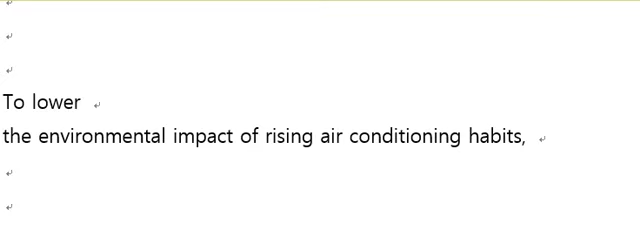 To lower
the environmental impact of rising air conditioning habits,